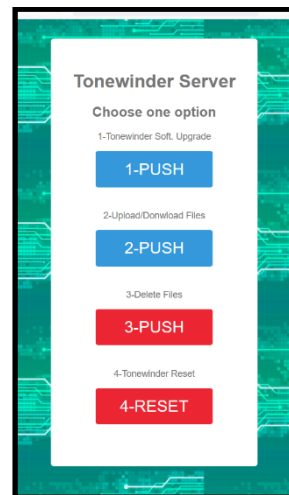 Tonewinder Server
Choose one option
1-Tonewinder Soft. Upgrade
1-PUSH
2-Upload/Donwload Files
2-PUSH
3-Delete Files
3-PUSH
4-Tonewinder Reset
4-RESET